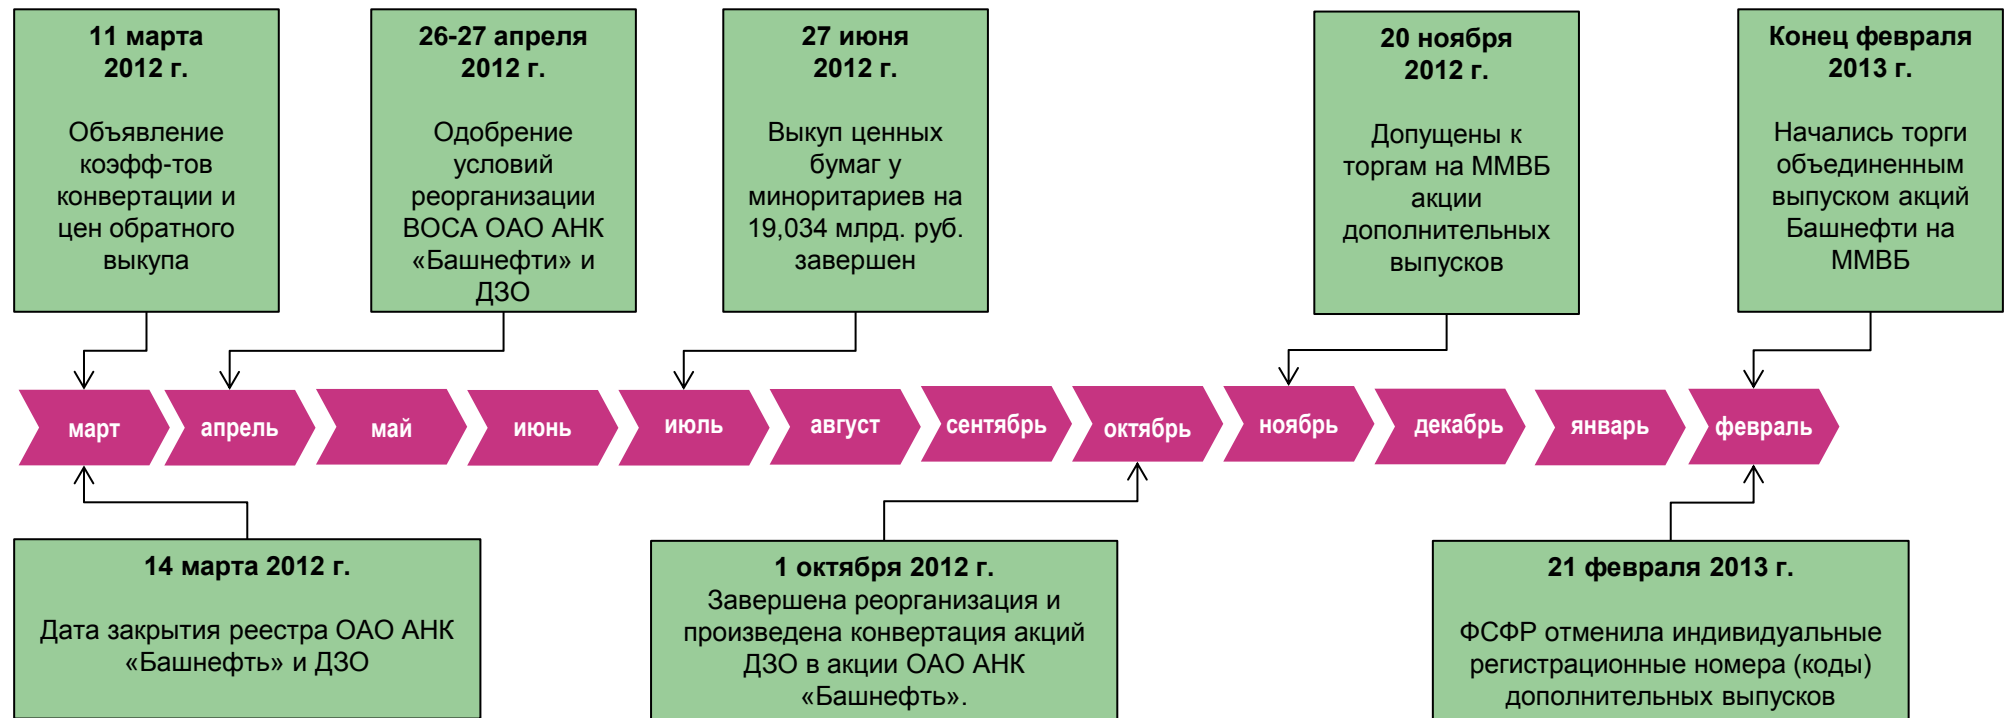 11 марта
2012 г.
Объявление
коэфф-тов
конвертации и
цен обратного
выкупа
26-27 апреля
2012 г.
Одобрение
условий
реорганизации
ВОСА ОАО АНК
«Башнефти» и
ДЗО
27 июня
2012 г.
Выкуп ценных
бумаг у
миноритариев на
19,034 млрд. руб.
завершен
20 ноября
2012 г.
Допущены к
торгам на ММВБ
акции
дополнительных
выпусков
Конец февраля
2013 г.
Начались торги
объединенным
выпуском акций
Башнефти на
ММВБ
март
апрель
май
июнь
июль
август
сентябрь
октябрь
ноябрь
декабрь
январь
февраль
14 марта 2012 г.
Дата закрытия реестра ОАО АНК
«Башнефть» и ДЗО
1 октября 2012 г.
Завершена реорганизация и
произведена конвертация акций
ДЗО в акции ОАО АНК
«Башнефть».
21 февраля 2013 г.
ФСФР отменила индивидуальные
регистрационные номера (коды)
дополнительных выпусков